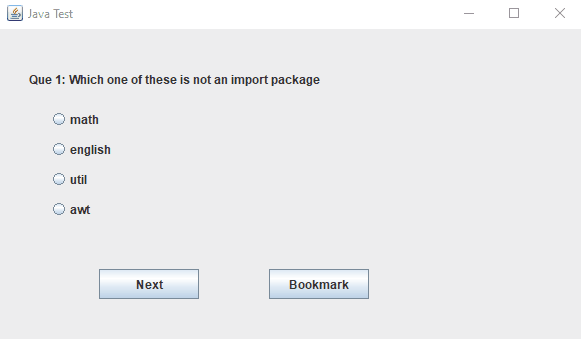 Java Test
Que 1: Which one of these is not an import package
math
english
util
awt
Next Bookmark